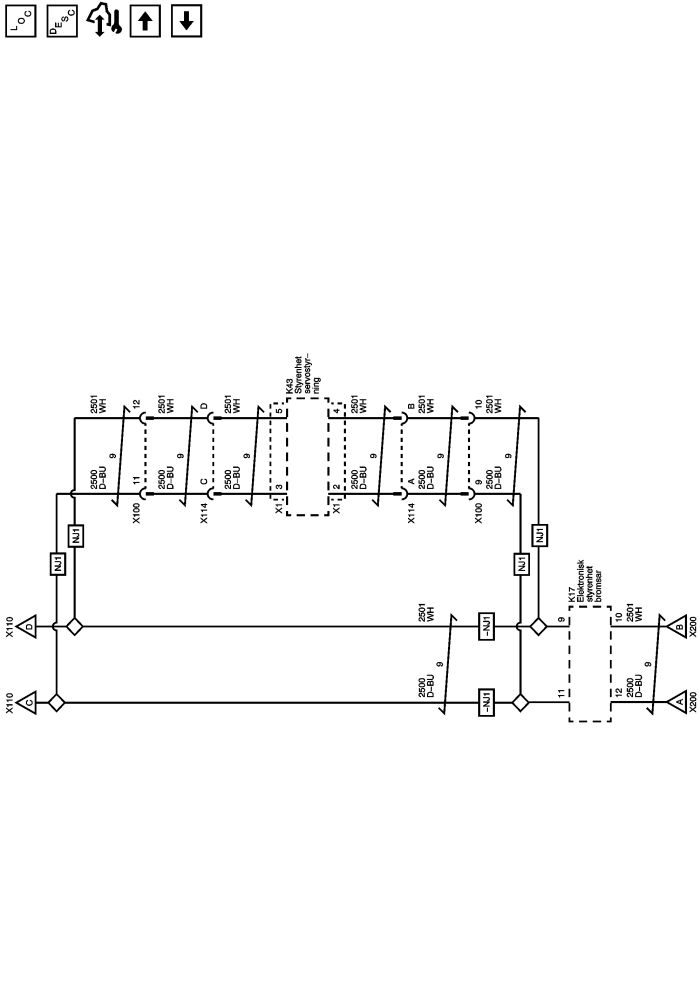 LOC
DESC
K43
Styrenhet
servostyr–
ning
2501
WH
12
2501
WH
D
2501
WH
5
4
2501
WH
B
2501
WH
10
2501
WH
9
9
9
9
9
9
2500
D–BU
11
2500
D–BU
C
2500
D–BU
3
2
2500
D–BU
A
2500
D–BU
9
2500
D–BU
X100
X114
X1
X1
X114
X100
NJ1
NJ1
NJ1
NJ1
K17
Elektronisk
styrenhet
bromsar
X110
D
2501
WH
–NJ1
9
10
2501
WH
B
X200
9
9
X110
C
2500
D–BU
–NJ1
11
12
2500
D–BU
A
X200